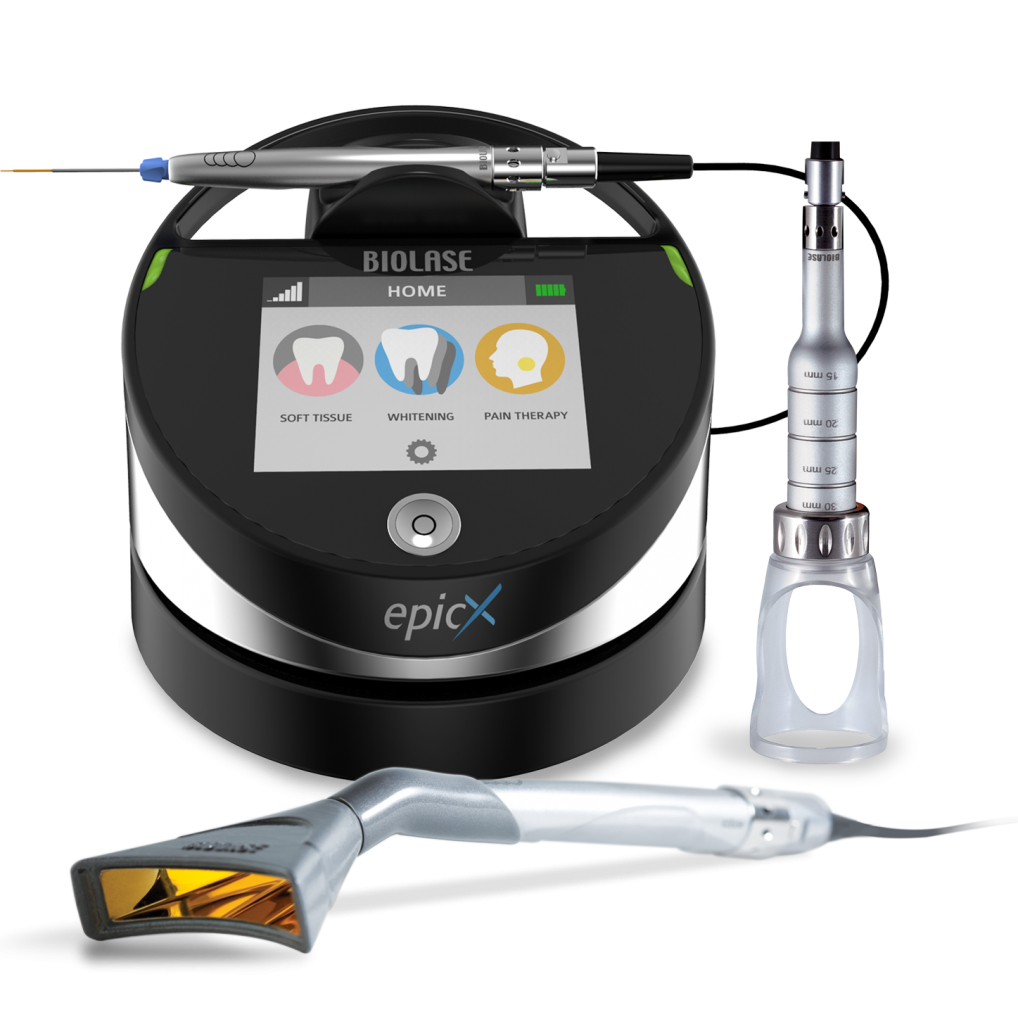 BIOLASE
HOME
SOFT TISSUE
WHITENING
PAIN THERAPY
epicX
BIOLASE
15 mm
20 mm
25 mm
30 mm